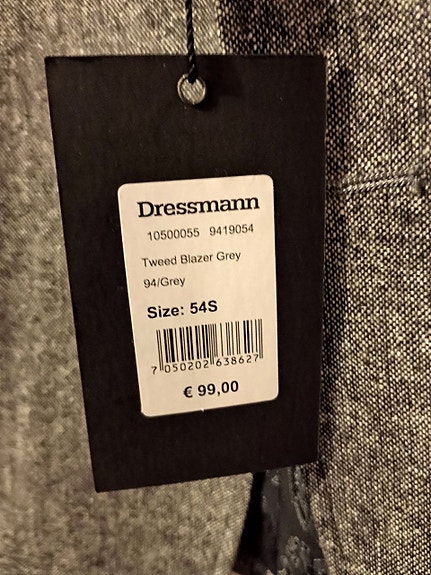 Dressmann
10500055 9419054
Tweed Blazer Grey
94/Grey
Size: 54S
7 050202 638627
€ 99,00